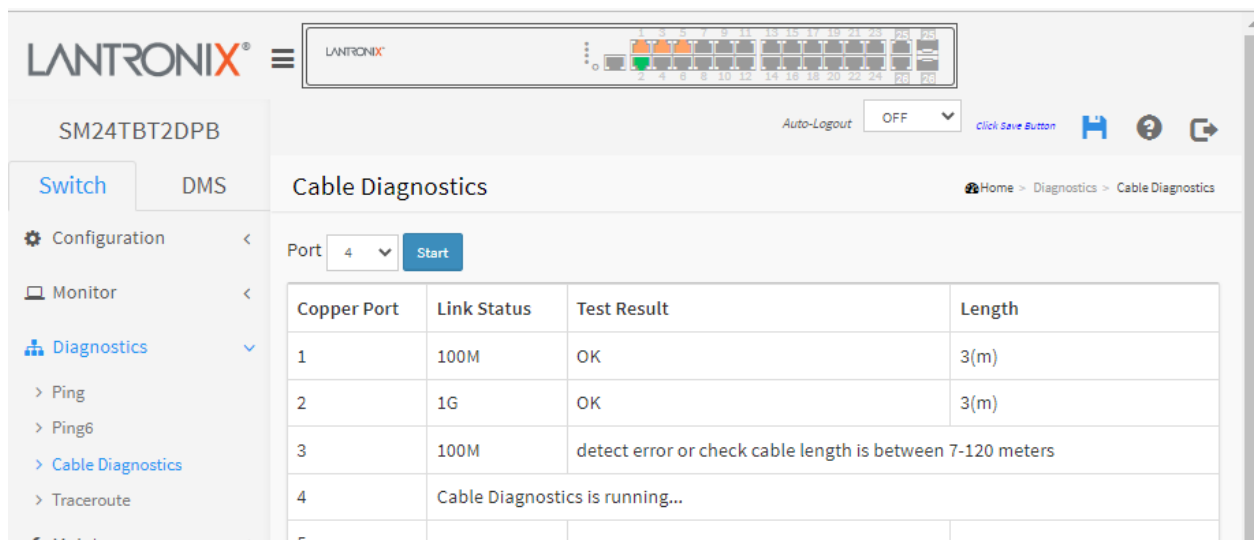 LANTRONIX®
LANTRONIX®
1 3 5 7 9 11 13 15 17 19 21 23 25 26
2 4 6 8 10 12 14 16 18 20 22 24 26 26
SM24TBT2DPB
Auto-Logout OFF Click Save Button
Switch DMS
Cable Diagnostics
Home > Diagnostics > Cable Diagnostics
Configuration <
Port 4 Start
Monitor <
Copper Port Link Status Test Result Length
Diagnostics
1 100M OK 3(m)
> Ping
2 1G OK 3(m)
> Ping6
3 100M detect error or check cable length is between 7-120 meters
> Cable Diagnostics
4 Cable Diagnostics is running...
> Traceroute